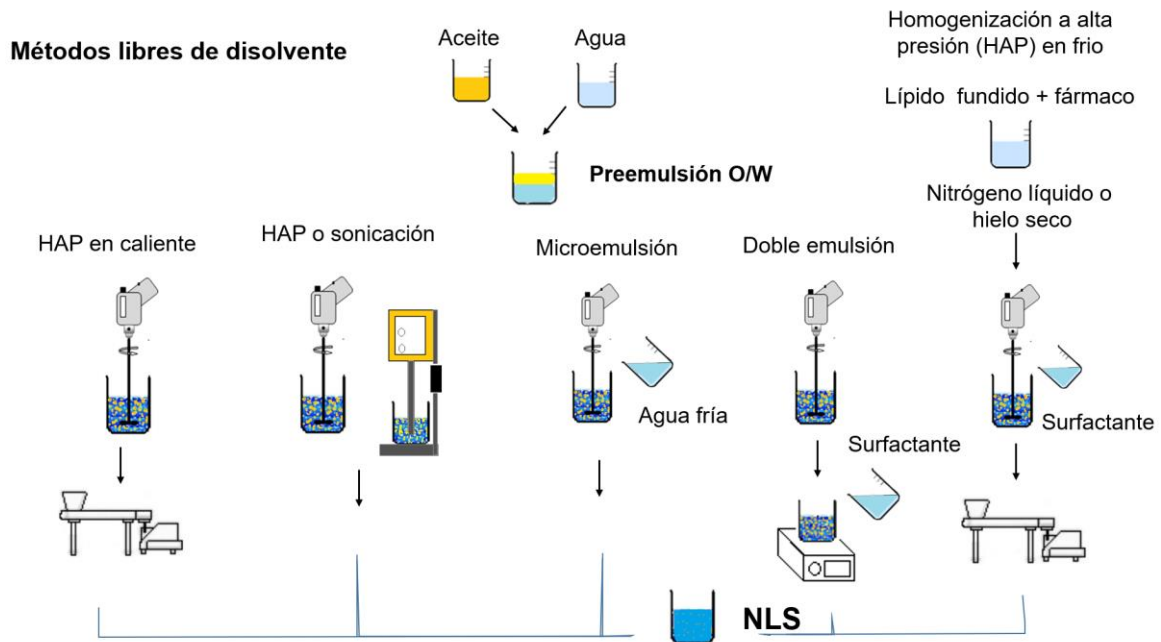 Métodos libres de disolvente
Aceite
Agua
Preemulsión O/W
Homogenización a alta
presión (HAP) en frio
Lípido fundido + fármaco
Nitrógeno líquido o
hielo seco
HAP en caliente
HAP o sonicación
Microemulsión
Doble emulsión
Agua fría
Surfactante
Surfactante
NLS